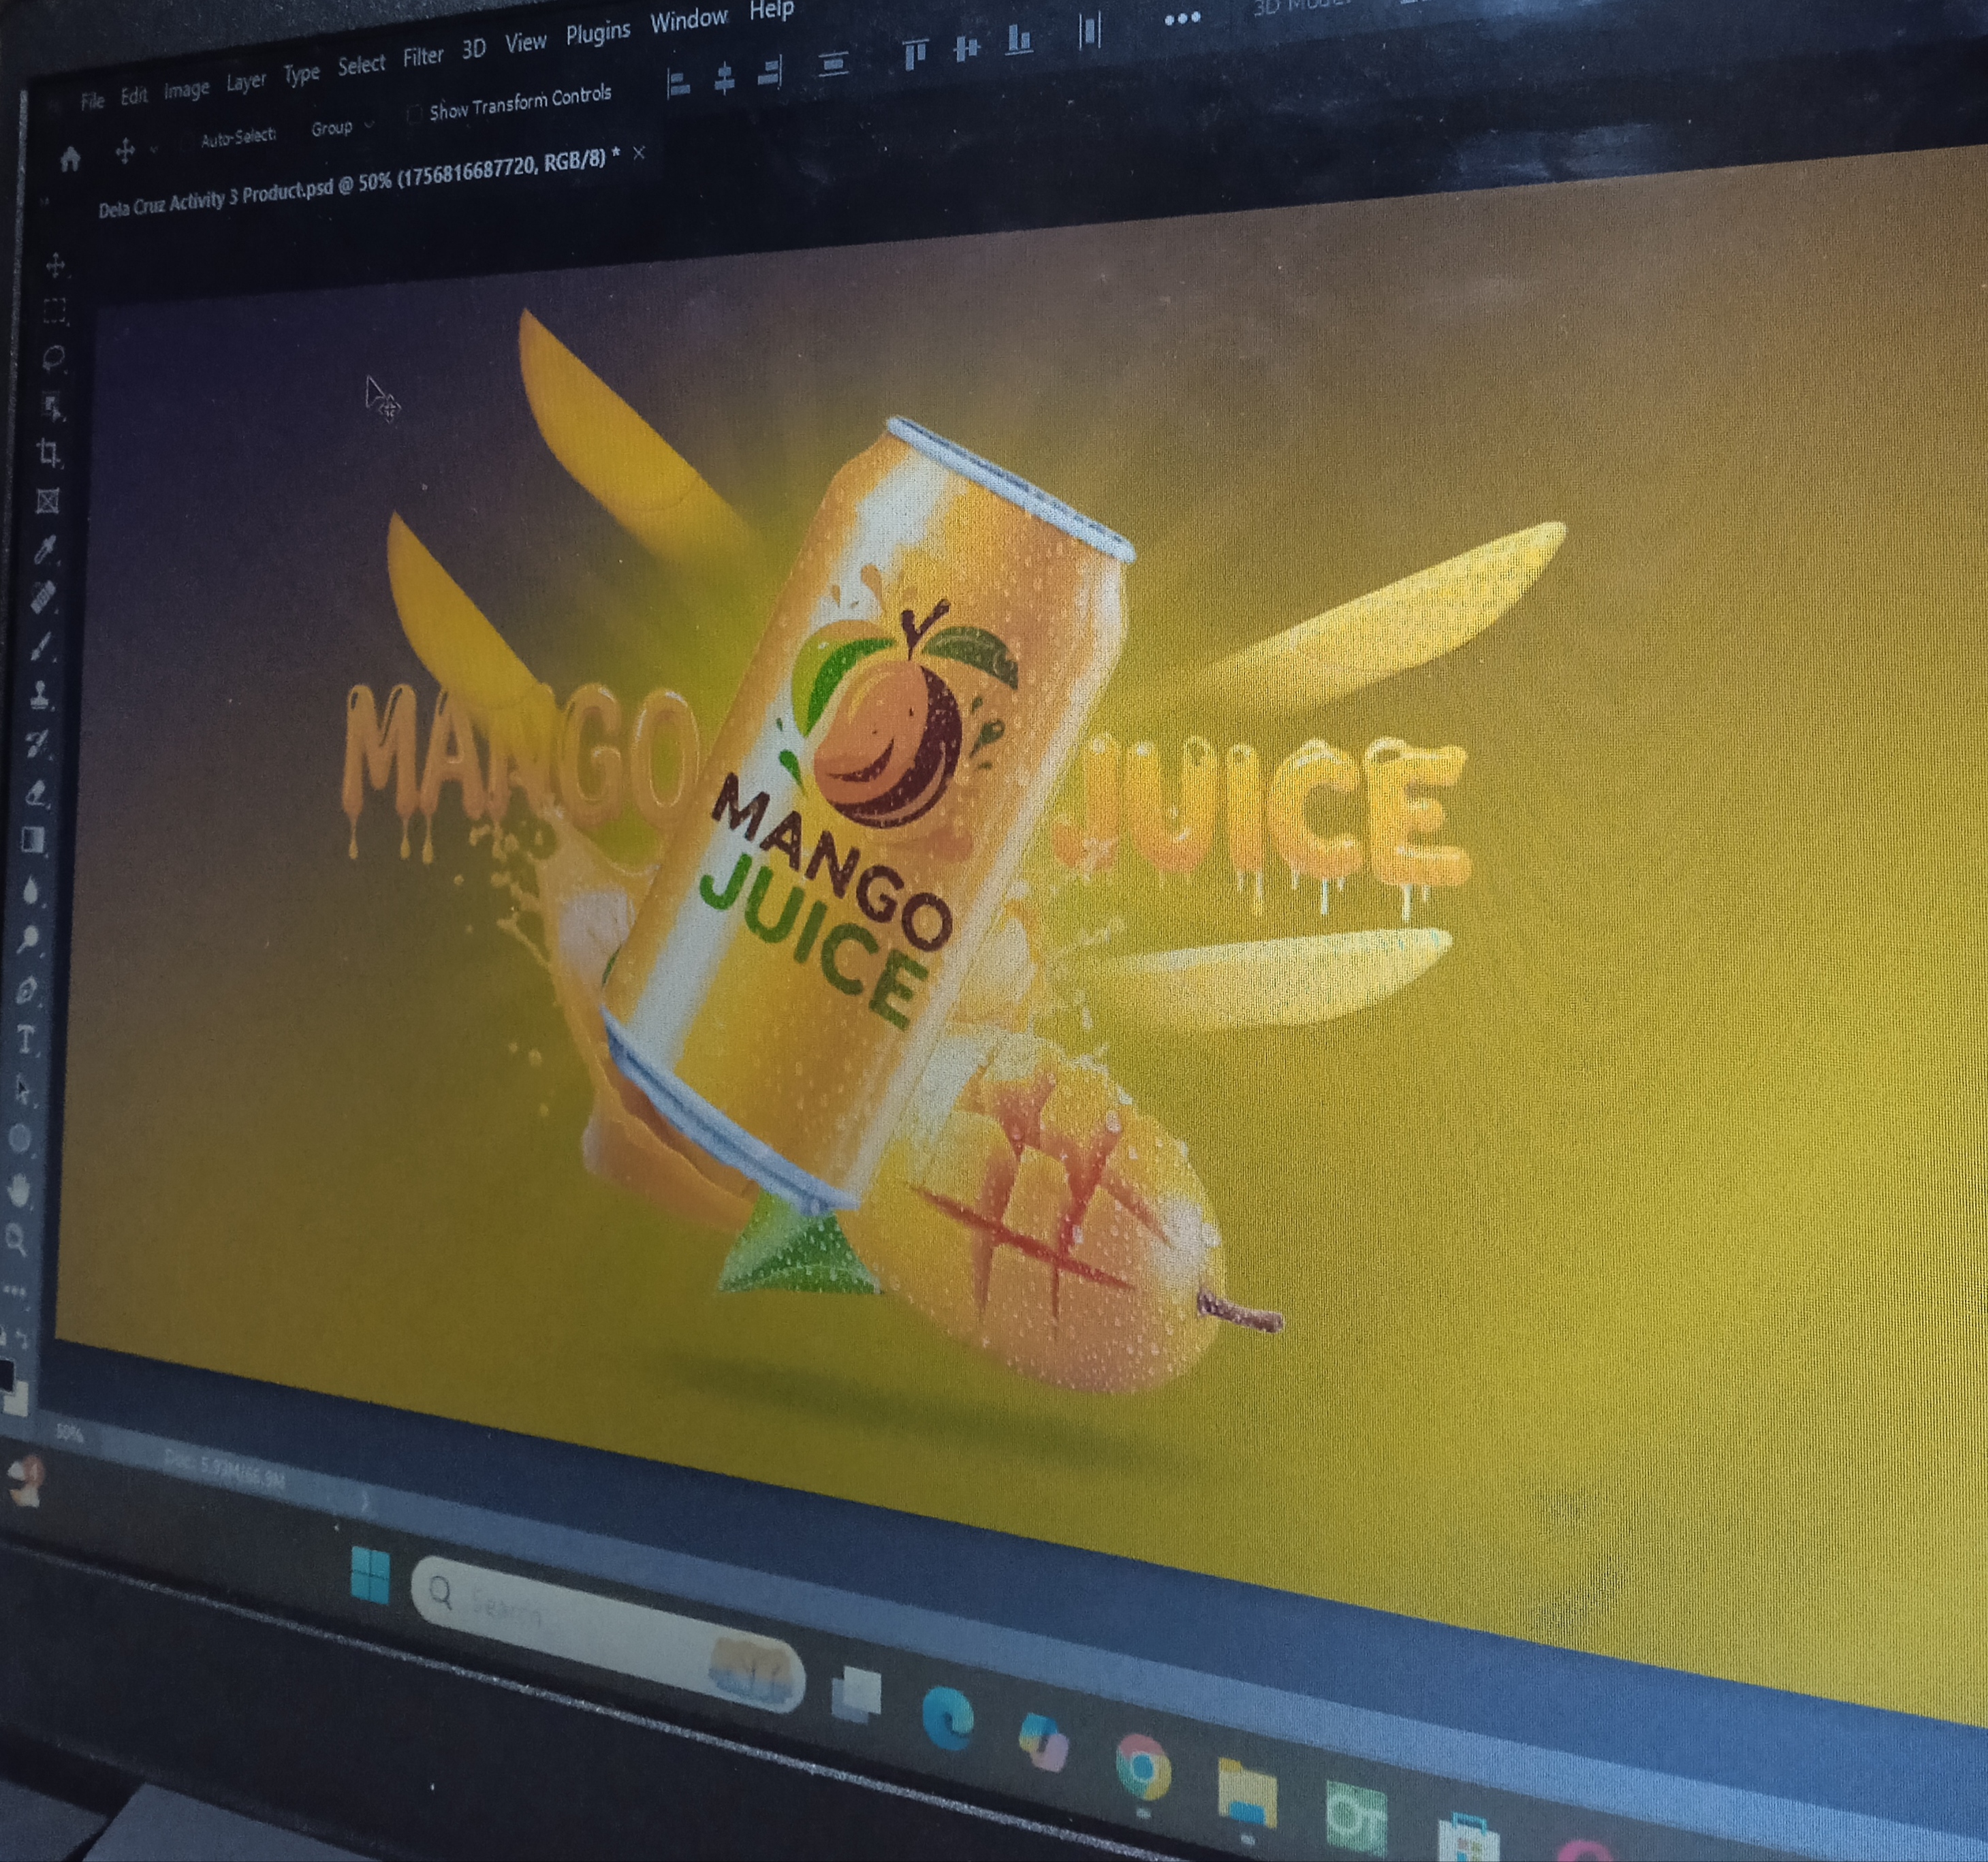 File Edit Image Layer Type Select Filter 3D View Plugins Window Help
Auto-Select: Group Show Transform Controls
Dela Cruz Activity 3 Product.psd @ 50% (1756816687720, RGB/8) * ×
MANGO JUICE
MANGO
JUICE
T
50%
Search